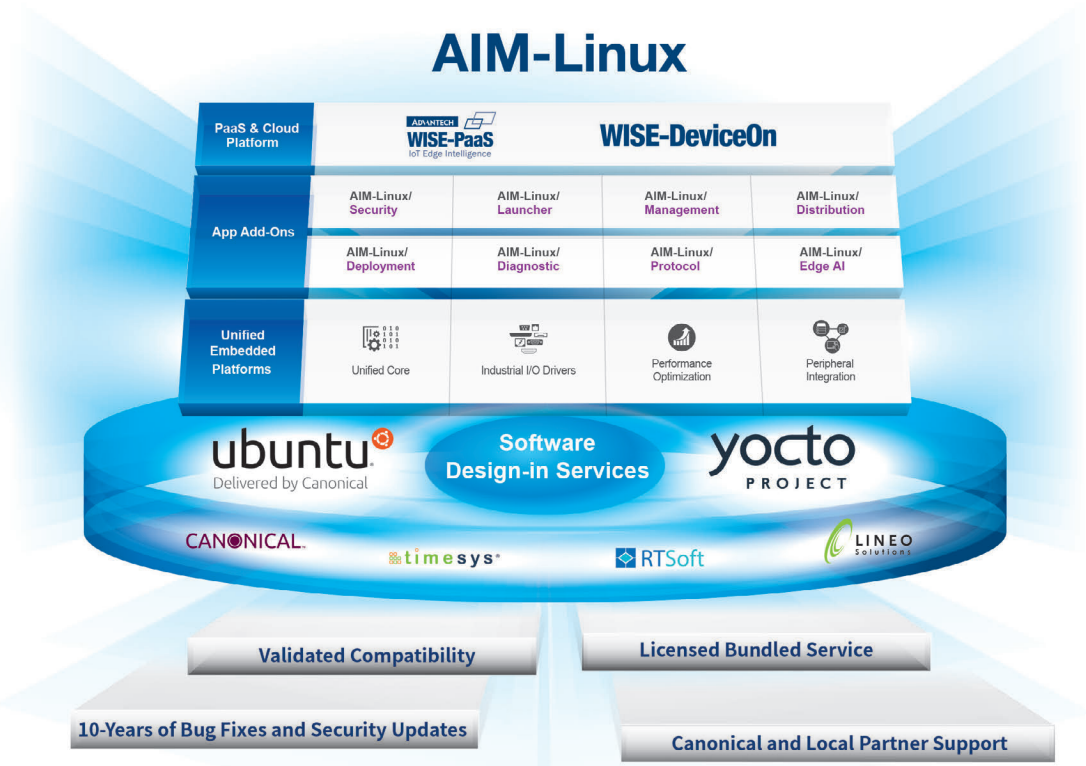 AIM-Linux
PaaS & Cloud
Platform
ADVANTECH
WISE-PaaS
IoT Edge Intelligence
WISE-DeviceOn
App Add-Ons
AIM-Linux/
Security
AIM-Linux/
Launcher
AIM-Linux/
Management
AIM-Linux/
Distribution
AIM-Linux/
Deployment
AIM-Linux/
Diagnostic
AIM-Linux/
Protocol
AIM-Linux/
Edge AI
Unified
Embedded
Platforms
010
101
010
101
Unified Core
Industrial I/O Drivers
Performance
Optimization
Peripheral
Integration
ubuntu
Delivered by Canonical
Software
Design-in Services
yocto
PROJECT
CANONICAL
timesys
RTSoft
LINEO
Solutions
Validated Compatibility
Licensed Bundled Service
10-Years of Bug Fixes and Security Updates
Canonical and Local Partner Support